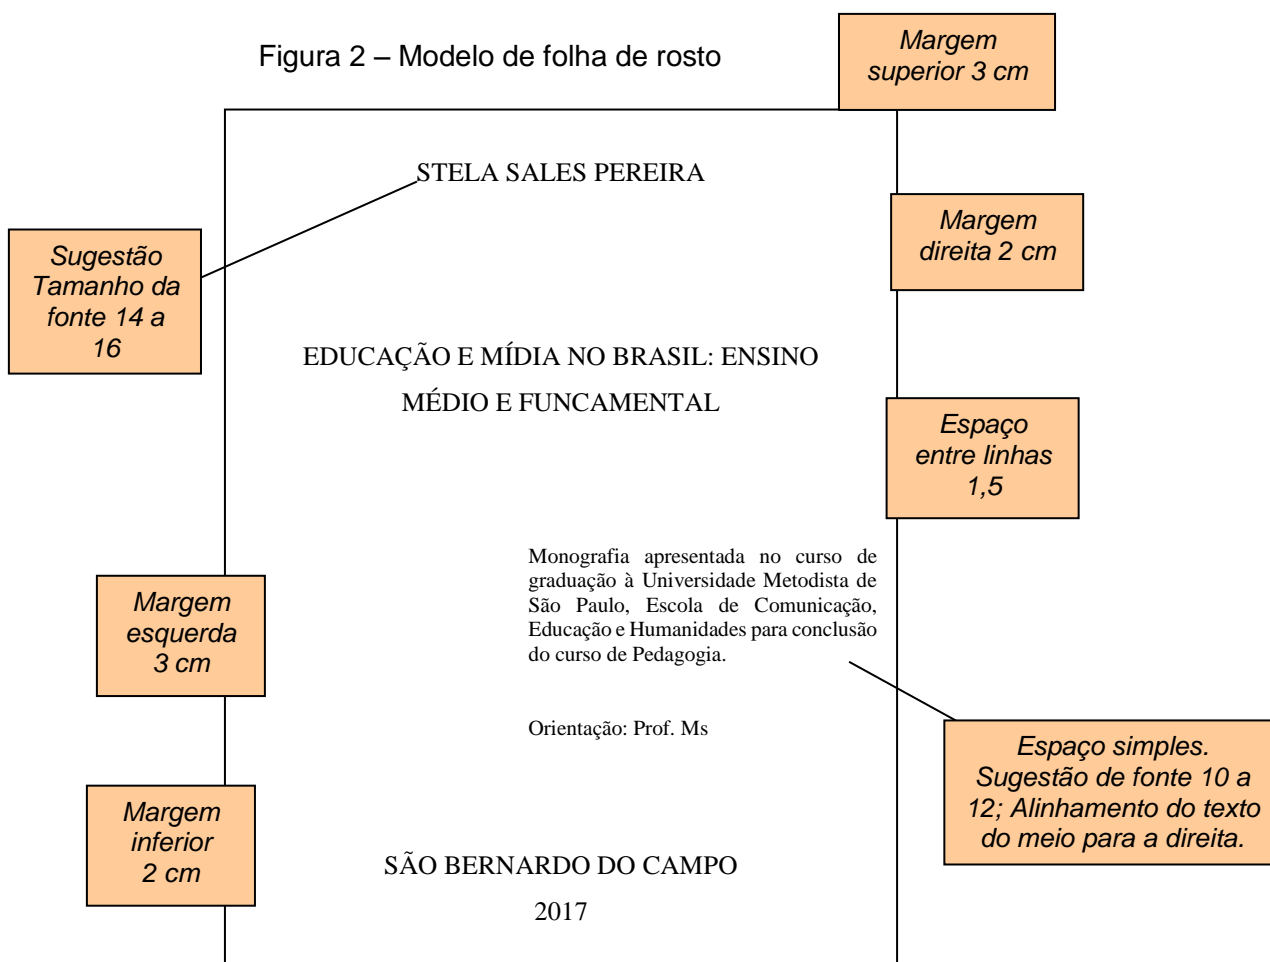 Figura 2 – Modelo de folha de rosto
Margem
superior 3 cm
STELA SALES PEREIRA
Margem
direita 2 cm
Sugestão
Tamanho da
fonte 14 a
16
EDUCAÇÃO E MÍDIA NO BRASIL: ENSINO
MÉDIO E FUNCAMENTAL
Espaço
entre linhas
1,5
Monografia apresentada no curso de
graduação à Universidade Metodista de
São Paulo, Escola de Comunicação,
Educação e Humanidades para conclusão
do curso de Pedagogia.
Margem
esquerda
3 cm
Orientação: Prof. Ms
Espaço simples.
Sugestão de fonte 10 a
12; Alinhamento do texto
do meio para a direita.
Margem
inferior
2 cm
SÃO BERNARDO DO CAMPO
2017